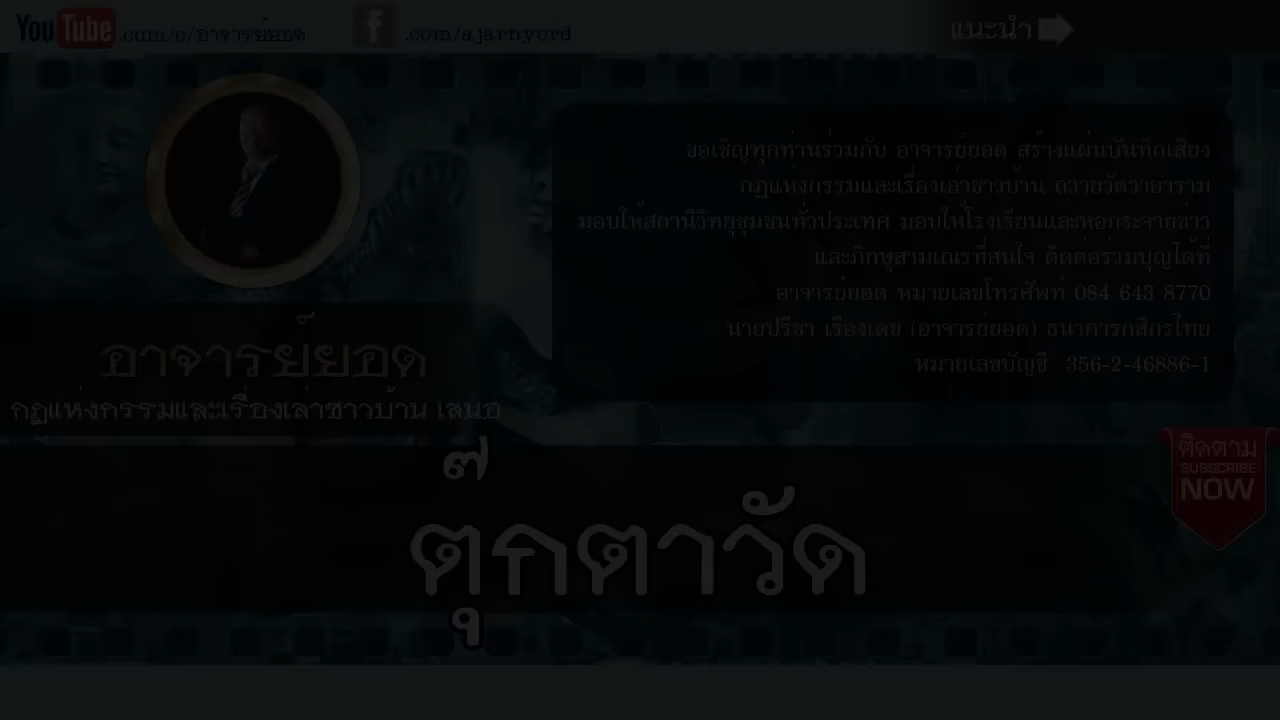 YouTube .com/c/อาจารย์ยอด
f .com/ajarnyord
แนะนำ
ขอเชิญทุกท่านร่วมกับ อาจารย์ยอด สร้างแผ่นบันทึกเสียง
กฎแห่งกรรมและเรื่องเล่าชาวบ้าน ถวายวัดวาอาราม
มอบให้สถานีวิทยุชุมชนทั่วประเทศ มอบให้โรงเรียนและหอกระจายข่าว
และภิกษุสามเณรที่สนใจ ติดต่อร่วมบุญได้ที่
อาจารย์ยอด หมายเลขโทรศัพท์ 084 643 8770
นายปรีชา เรืองเดช (อาจารย์ยอด) ธนาคารกสิกรไทย
หมายเลขบัญชี 356-2-46886-1
อาจารย์ยอด
กฎแห่งกรรมและเรื่องเล่าชาวบ้าน เสนอ
ติดตาม
SUBSCRIBE
NOW
๗
ตุกตาวัด